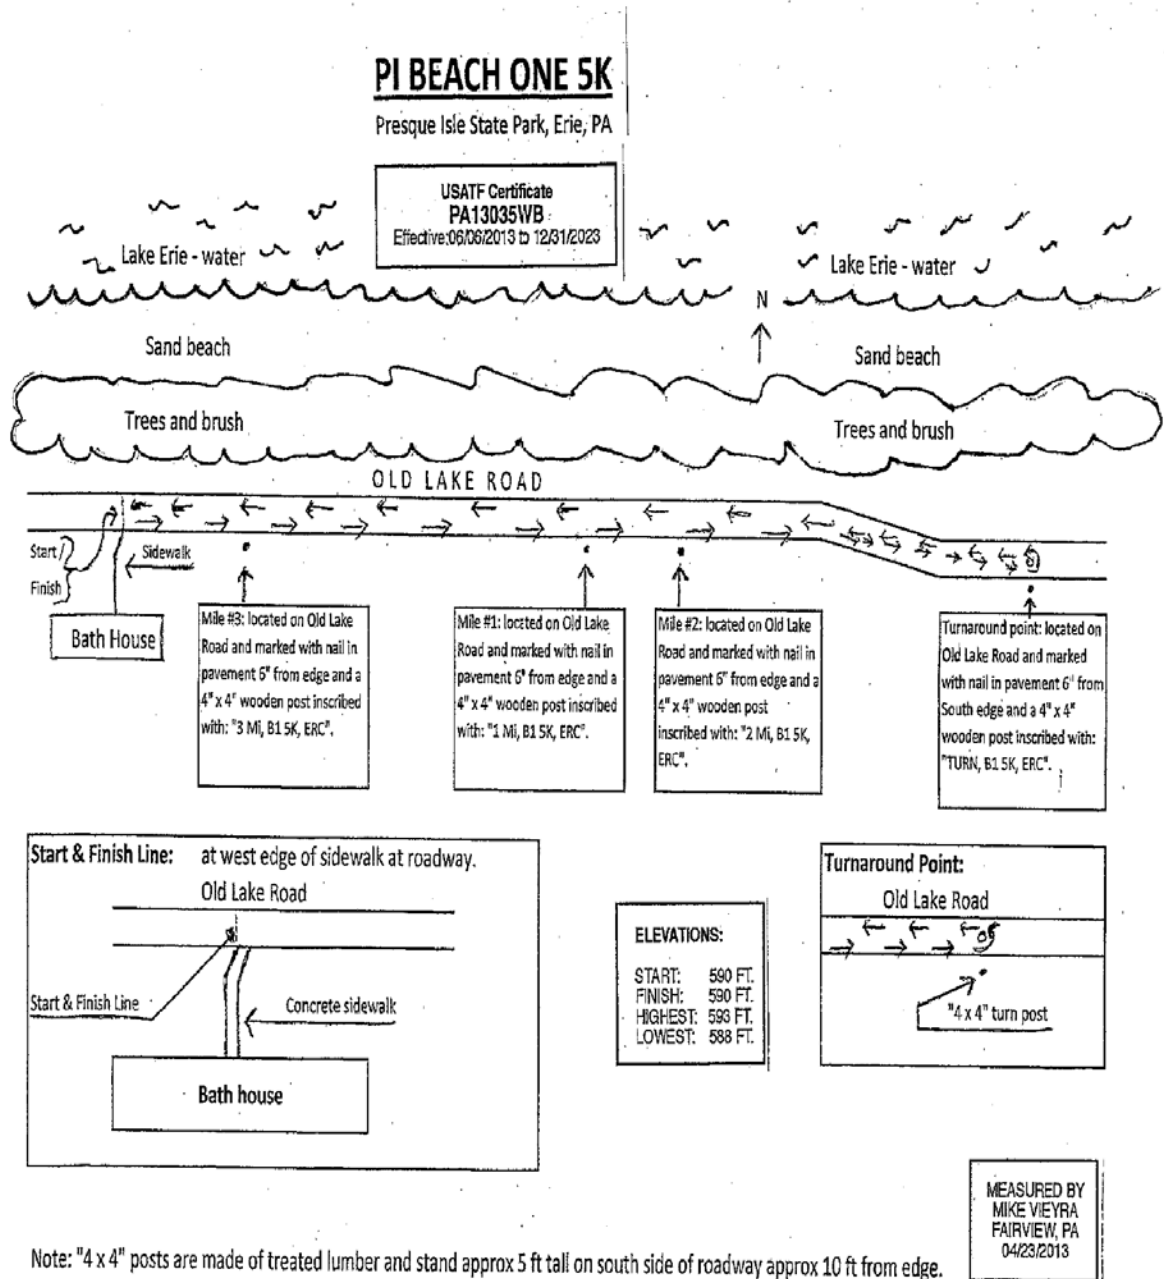 PI BEACH ONE 5K
Presque Isle State Park, Erie, PA
USATF Certificate
PA13035WB
Effective:06/06/2013 to 12/31/2023
Lake Erie - water
Lake Erie - water
N
Sand beach
Sand beach
Trees and brush
Trees and brush
OLD LAKE ROAD
Start /
Finish
Sidewalk
Bath House
Mile #3: located on Old Lake
Road and marked with nail in
pavement 6" from edge and a
4" x 4" wooden post inscribed
with: "3 Mi, B1 5K, ERC".
Mile #1: located on Old Lake
Road and marked with nail in
pavement 6" from edge and a
4" x 4" wooden post inscribed
with: "1 Mi, B1 5K, ERC".
Mile #2: located on Old Lake
Road and marked with nail in
pavement 6" from edge and a
4" x 4" wooden post
inscribed with: "2 Mi, B1 5K,
ERC".
Turnaround point: located on
Old Lake Road and marked
with nail in pavement 6" from
South edge and a 4" x 4"
wooden post inscribed with:
"TURN, B1 5K, ERC".
Start & Finish Line: at west edge of sidewalk at roadway.
Old Lake Road
Start & Finish Line
Concrete sidewalk
Bath house
ELEVATIONS:
START: 590 FT.
FINISH: 590 FT.
HIGHEST: 593 FT.
LOWEST: 588 FT.
Turnaround Point:
Old Lake Road
"4 x 4" turn post
MEASURED BY
MIKE VIEYRA
FAIRVIEW, PA
04/23/2013
Note: "4 x 4" posts are made of treated lumber and stand approx 5 ft tall on south side of roadway approx 10 ft from edge.